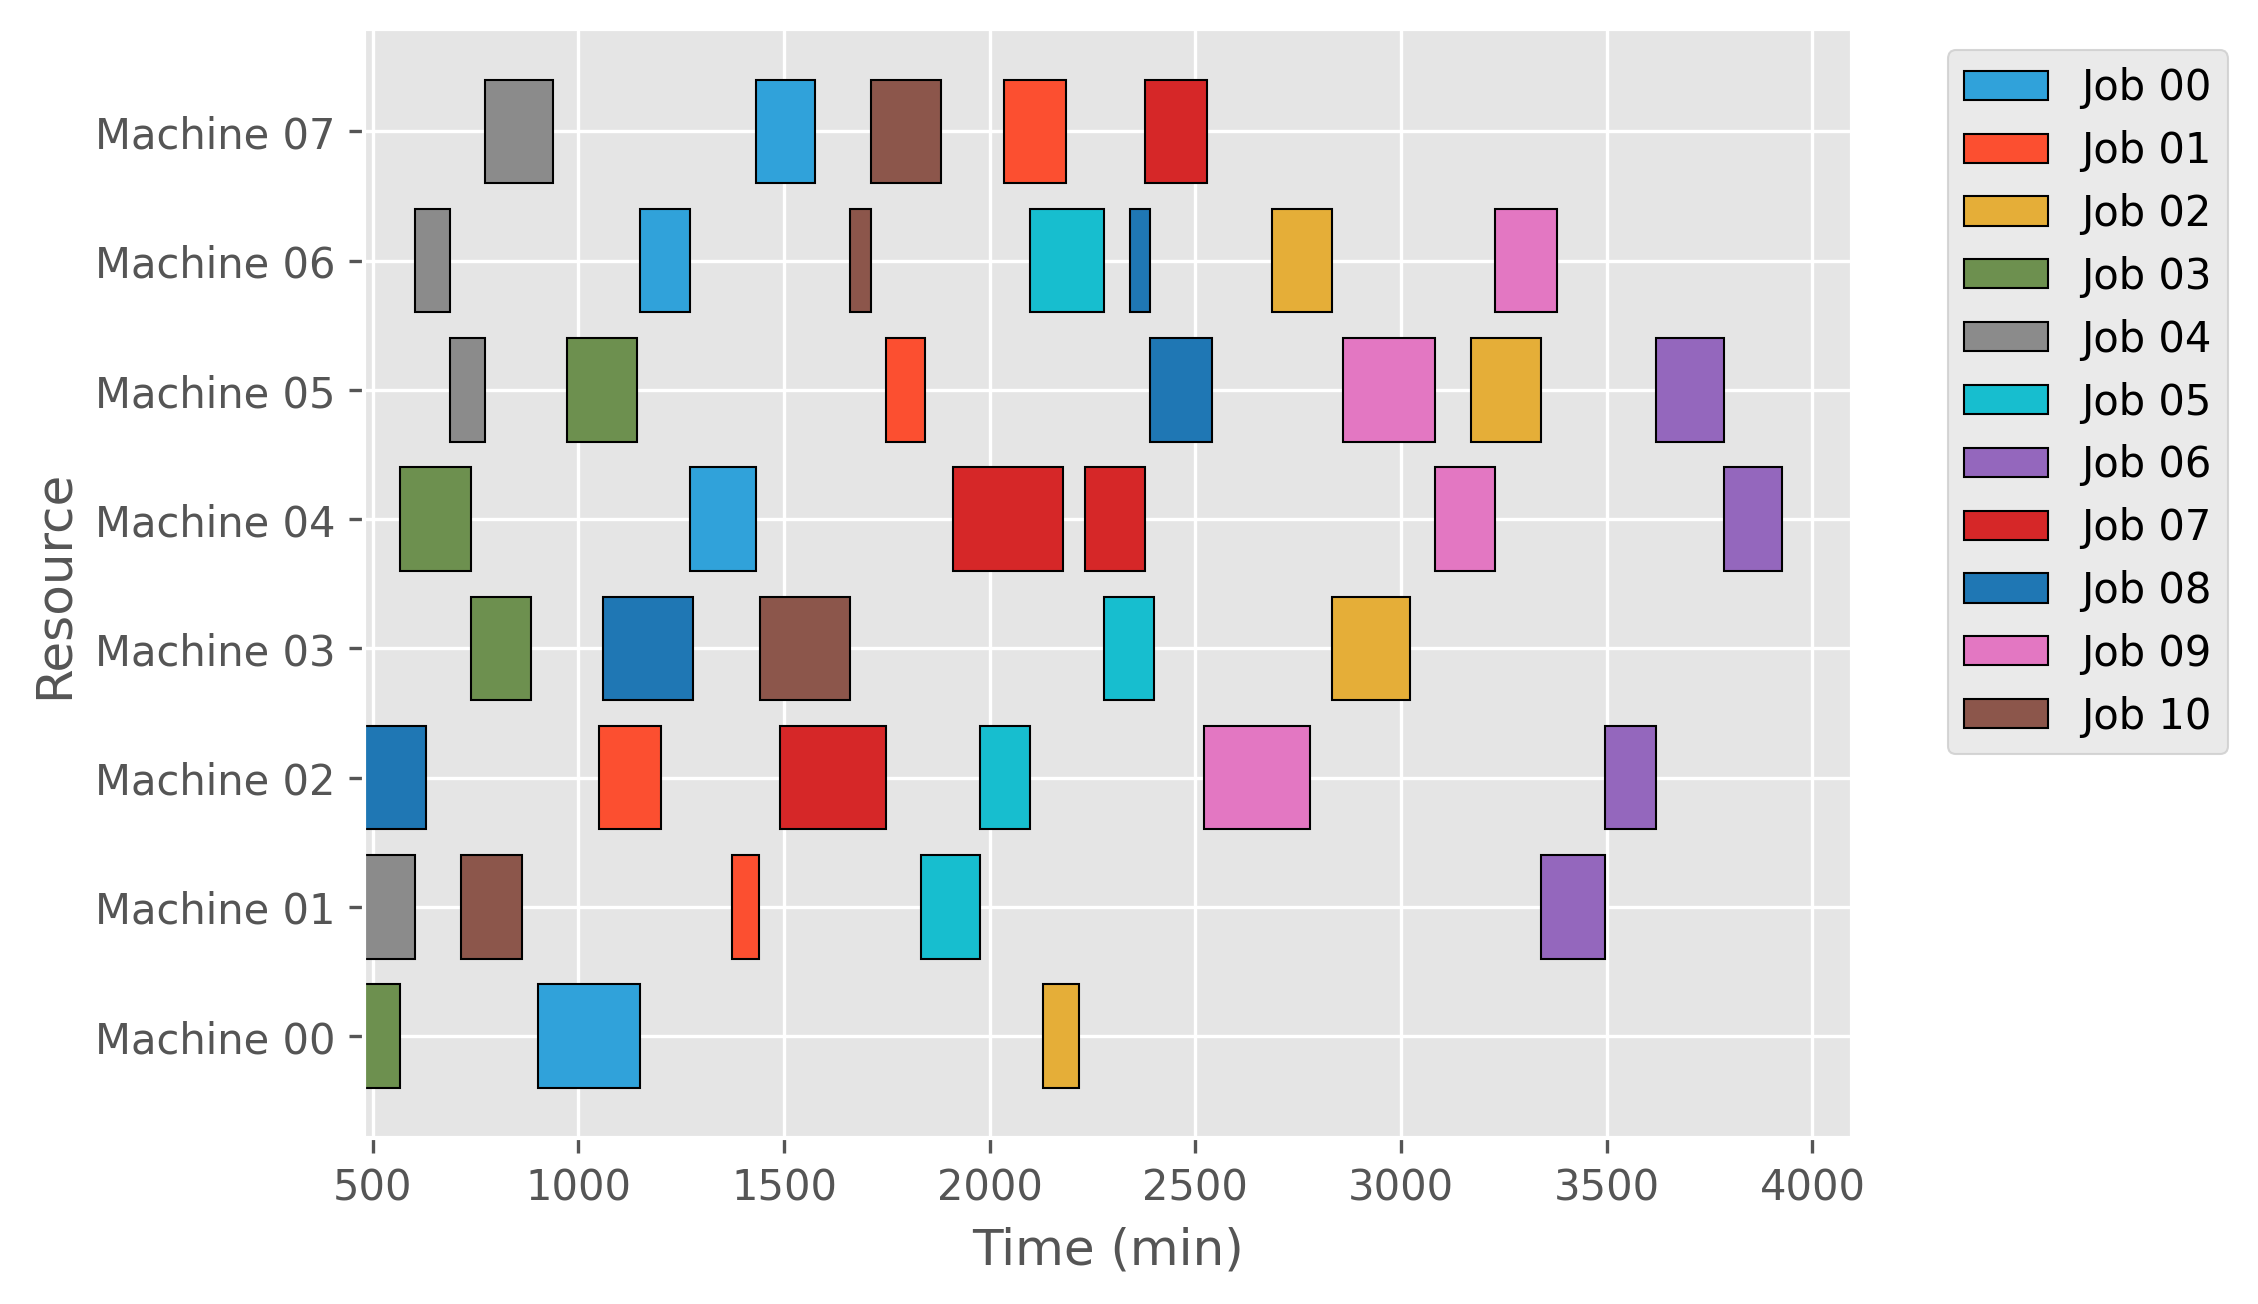 Machine 07
Machine 06
Machine 05
Machine 04
Machine 03
Machine 02
Machine 01
Machine 00
Resource
500 1000 1500 2000 2500 3000 3500 4000
Time (min)
Job 00
Job 01
Job 02
Job 03
Job 04
Job 05
Job 06
Job 07
Job 08
Job 09
Job 10